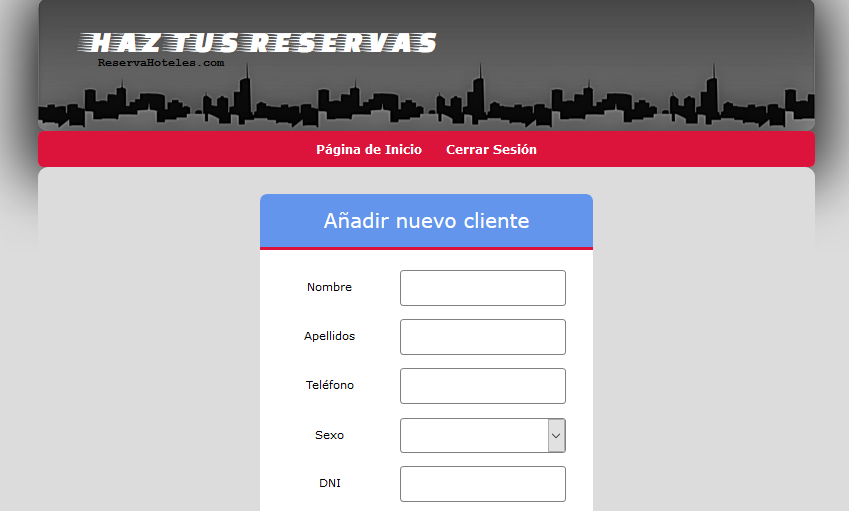 HAZ TUS RESERVAS
ReservaHoteles.com
Página de Inicio Cerrar Sesión
Añadir nuevo cliente
Nombre
Apellidos
Teléfono
Sexo
DNI